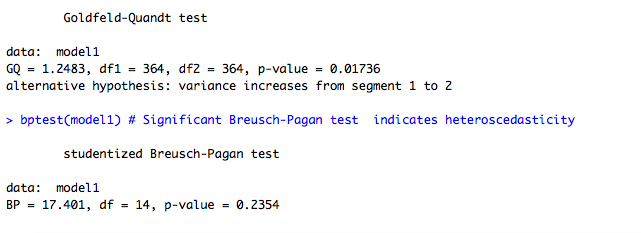 Goldfeld-Quandt test
data:  model1
GQ = 1.2483, df1 = 364, df2 = 364, p-value = 0.01736
alternative hypothesis: variance increases from segment 1 to 2
> bptest(model1) # Significant Breusch-Pagan test  indicates heteroscedasticity
studentized Breusch-Pagan test
data:  model1
BP = 17.401, df = 14, p-value = 0.2354